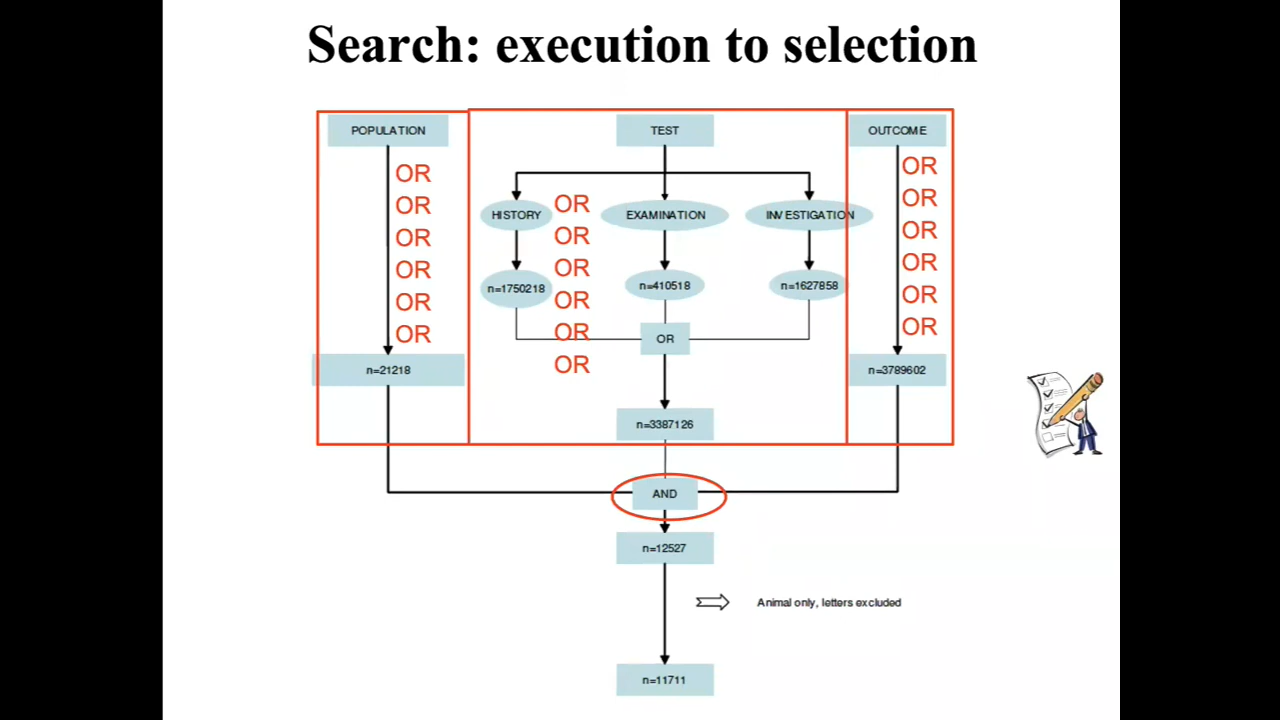 Search: execution to selection
POPULATION
TEST
OUTCOME
OR
OR
OR
OR
OR
OR
HISTORY
EXAMINATION
INVESTIGATION
OR
OR
OR
OR
OR
OR
OR
OR
OR
OR
OR
OR
n=1750218
n=410518
n=1627858
OR
n=21218
n=3789602
n=3387126
AND
n=12527
Animal only, letters excluded
n=11711